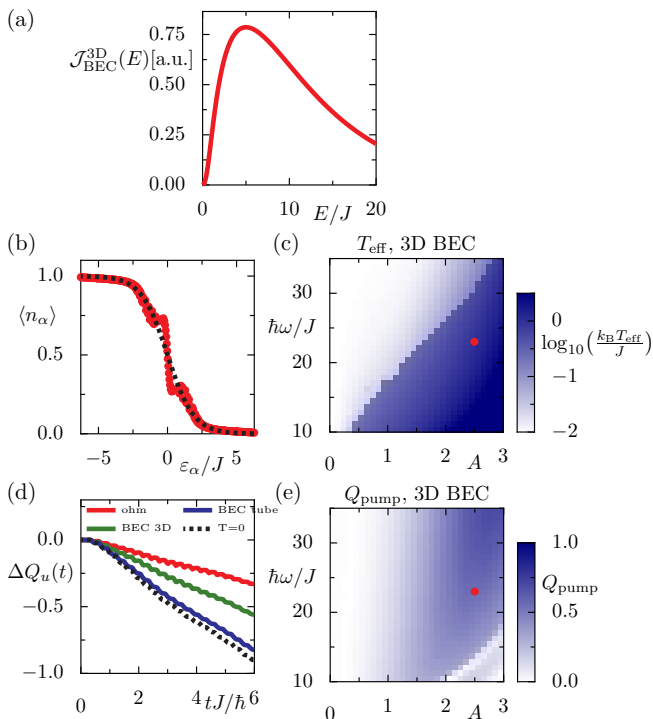 (a)
𝒥_BEC^3D(E)[a.u.]
0.75
0.50
0.25
0.00
0 10 20
E/J
(b)
⟨n_α⟩
1.0
0.5
0.0
−5 0 5
ε_α/J
(c)
T_eff, 3D BEC
ħω/J
30
20
10
0 1 2 3
A
0
log₁₀(k_B T_eff/J)
−1
−2
(d)
ohm
BEC tube
BEC 3D
T=0
ΔQ_u(t)
0.0
−0.5
−1.0
0 2 4 6
tJ/ħ
(e)
Q_pump, 3D BEC
ħω/J
30
20
10
0 1 2 3
A
1.0
Q_pump
0.5
0.0